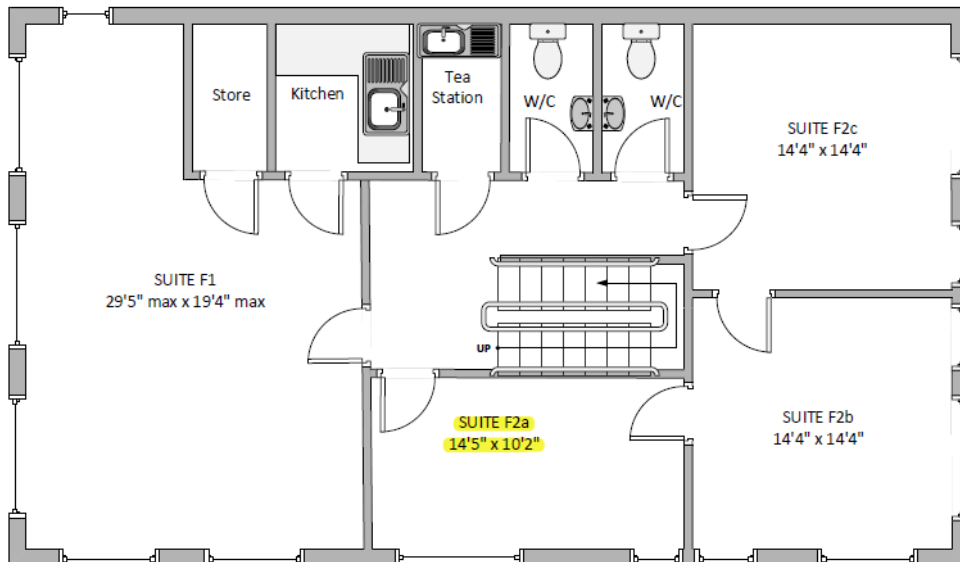 Store
Kitchen
Tea
Station
W/C
W/C
SUITE F2c
14'4" x 14'4"
SUITE F1
29'5" max x 19'4" max
UP
SUITE F2a
14'5" x 10'2"
SUITE F2b
14'4" x 14'4"